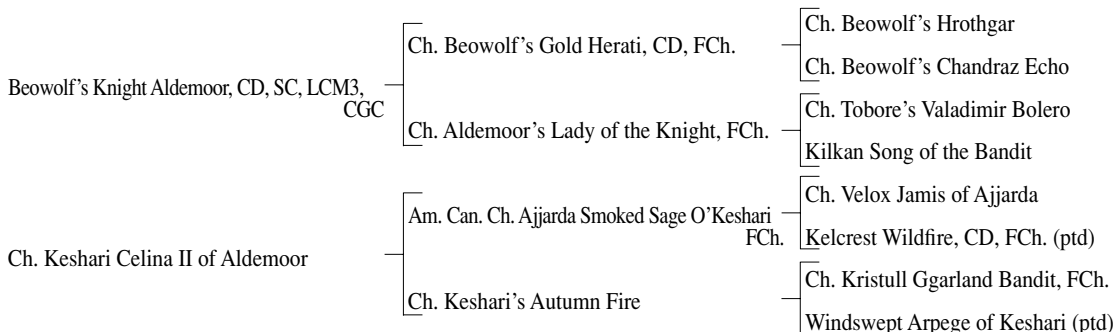 Ch. Beowolf's Hrothgar
Ch. Beowolf's Gold Herati, CD, FCh.
Ch. Beowolf's Chandraz Echo
Beowolf's Knight Aldemoor, CD, SC, LCM3,
CGC
Ch. Tobore's Valadimir Bolero
Ch. Aldemoor's Lady of the Knight, FCh.
Kilkan Song of the Bandit
Ch. Velox Jamis of Ajjarda
Am. Can. Ch. Ajjarda Smoked Sage O'Keshari
FCh.
Kelcrest Wildfire, CD, FCh. (ptd)
Ch. Keshari Celina II of Aldemoor
Ch. Kristull Ggarland Bandit, FCh.
Ch. Keshari's Autumn Fire
Windswept Arpege of Keshari (ptd)